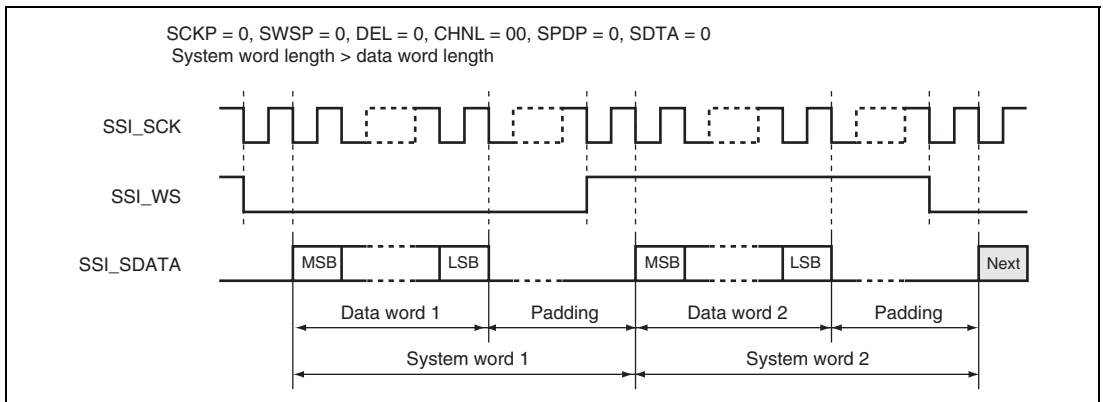 SCKP = 0, SWSP = 0, DEL = 0, CHNL = 00, SPDP = 0, SDTA = 0
System word length > data word length
SSI_SCK
SSI_WS
SSI_SDATA
MSB
LSB
MSB
LSB
Next
Data word 1
Padding
Data word 2
Padding
System word 1
System word 2